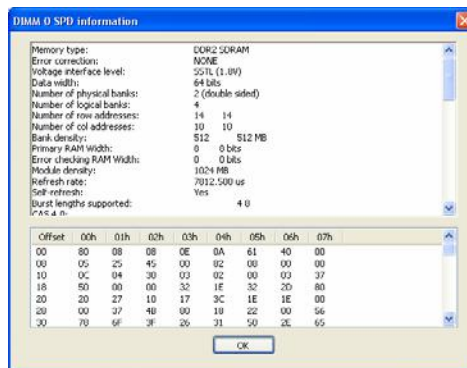 DIMM 0 SPD information
Memory type: DDR2 SDRAM
Error correction: NONE
Voltage interface level: SSTL (1.8V)
Data width: 64 bits
Number of physical banks: 2 (double sided)
Number of logical banks: 4
Number of row addresses: 14 14
Number of col addresses: 10 10
Bank density: 512 512 MB
Primary RAM Width: 8 8 bits
Error checking RAM Width: 0 0 bits
Module density: 1024 MB
Refresh rate: 7812.500 us
Self-refresh: Yes
Burst lengths supported: 4 8
CAS 4.0:
Offset 00h 01h 02h 03h 04h 05h 06h 07h
00 80 08 08 0E 0A 61 40 00
08 05 25 45 00 82 08 00 00
10 0C 04 30 03 02 00 03 37
18 50 00 00 32 1E 32 2D 80
20 20 27 10 17 3C 1E 1E 00
28 00 37 4B 80 18 22 00 56
30 78 6F 3F 26 31 50 2E 65
OK